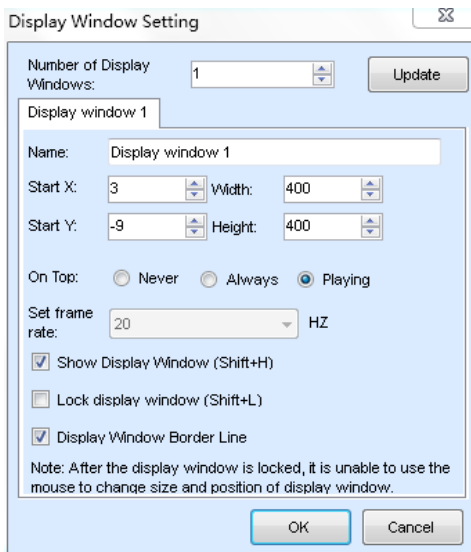 Display Window Setting
Number of Display
Windows:
1
Update
Display window 1
Name: Display window 1
Start X: 3 Width: 400
Start Y: -9 Height: 400
On Top: Never Always Playing
Set frame
rate:
20 HZ
Show Display Window (Shift+H)
Lock display window (Shift+L)
Display Window Border Line
Note: After the display window is locked, it is unable to use the
mouse to change size and position of display window.
OK Cancel